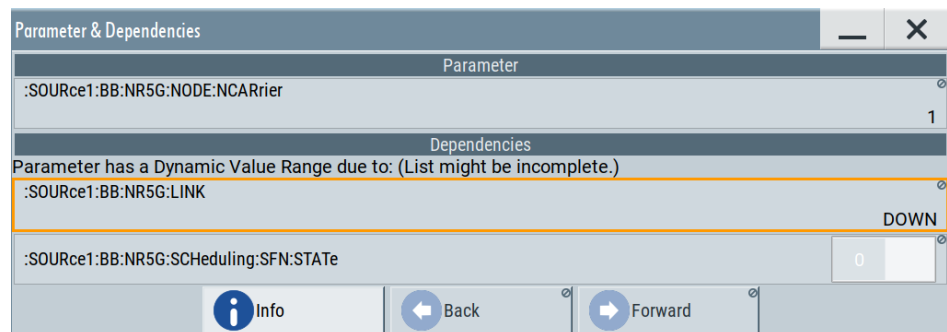 Parameter & Dependencies
Parameter
:SOURce1:BB:NR5G:NODE:NCARrier
1
Dependencies
Parameter has a Dynamic Value Range due to: (List might be incomplete.)
:SOURce1:BB:NR5G:LINK
DOWN
:SOURce1:BB:NR5G:SCHeduling:SFN:STATe
0
Info
Back
Forward